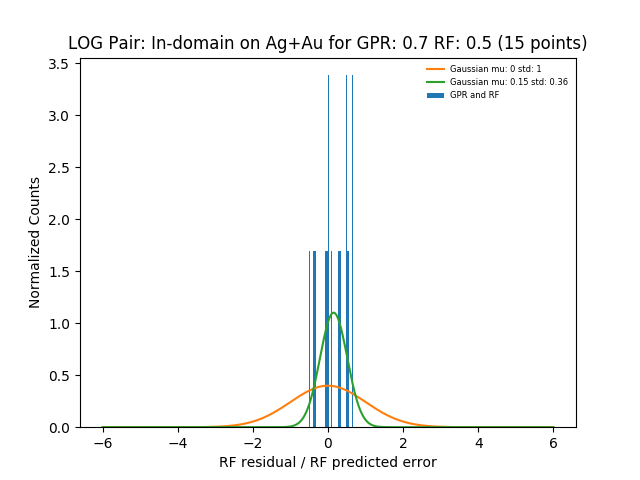 LOG Pair: In-domain on Ag+Au for GPR: 0.7 RF: 0.5 (15 points)
Gaussian mu: 0 std: 1
Gaussian mu: 0.15 std: 0.36
GPR and RF
Normalized Counts
3.5
3.0
2.5
2.0
1.5
1.0
0.5
0.0
−6 −4 −2 0 2 4 6
RF residual / RF predicted error